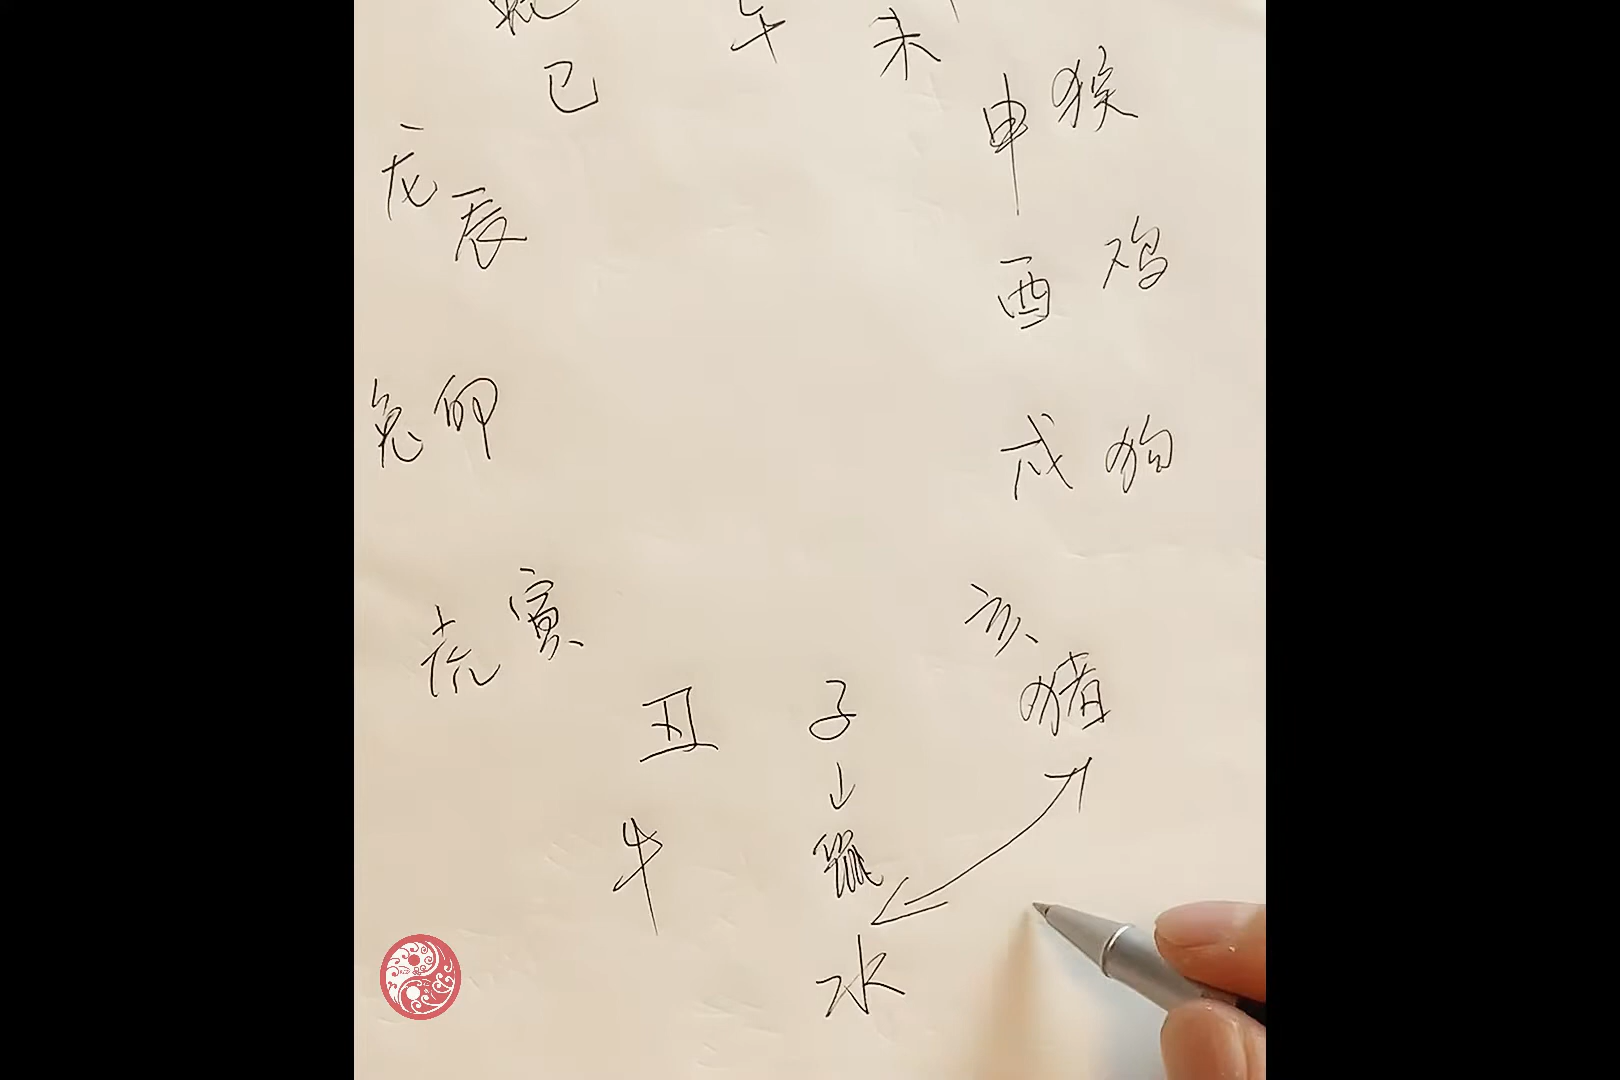 午
未
巳
申 猴
龙
辰
酉 鸡
兔 卯
戌 狗
虎 寅
亥
猪
丑
子
牛
鼠
水